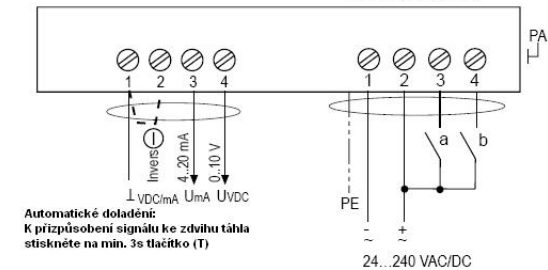 PA
1 2 3 4
1 2 3 4
Invers
4...20 mA
0..10 V
a
b
⊥ VDC/mA UmA UVDC
PE
Automatické doladění:
K přizpůsobení signálu ke zdvihu táhla
stiskněte na min. 3s tlačítko (T)
- +
~ ~
24...240 VAC/DC